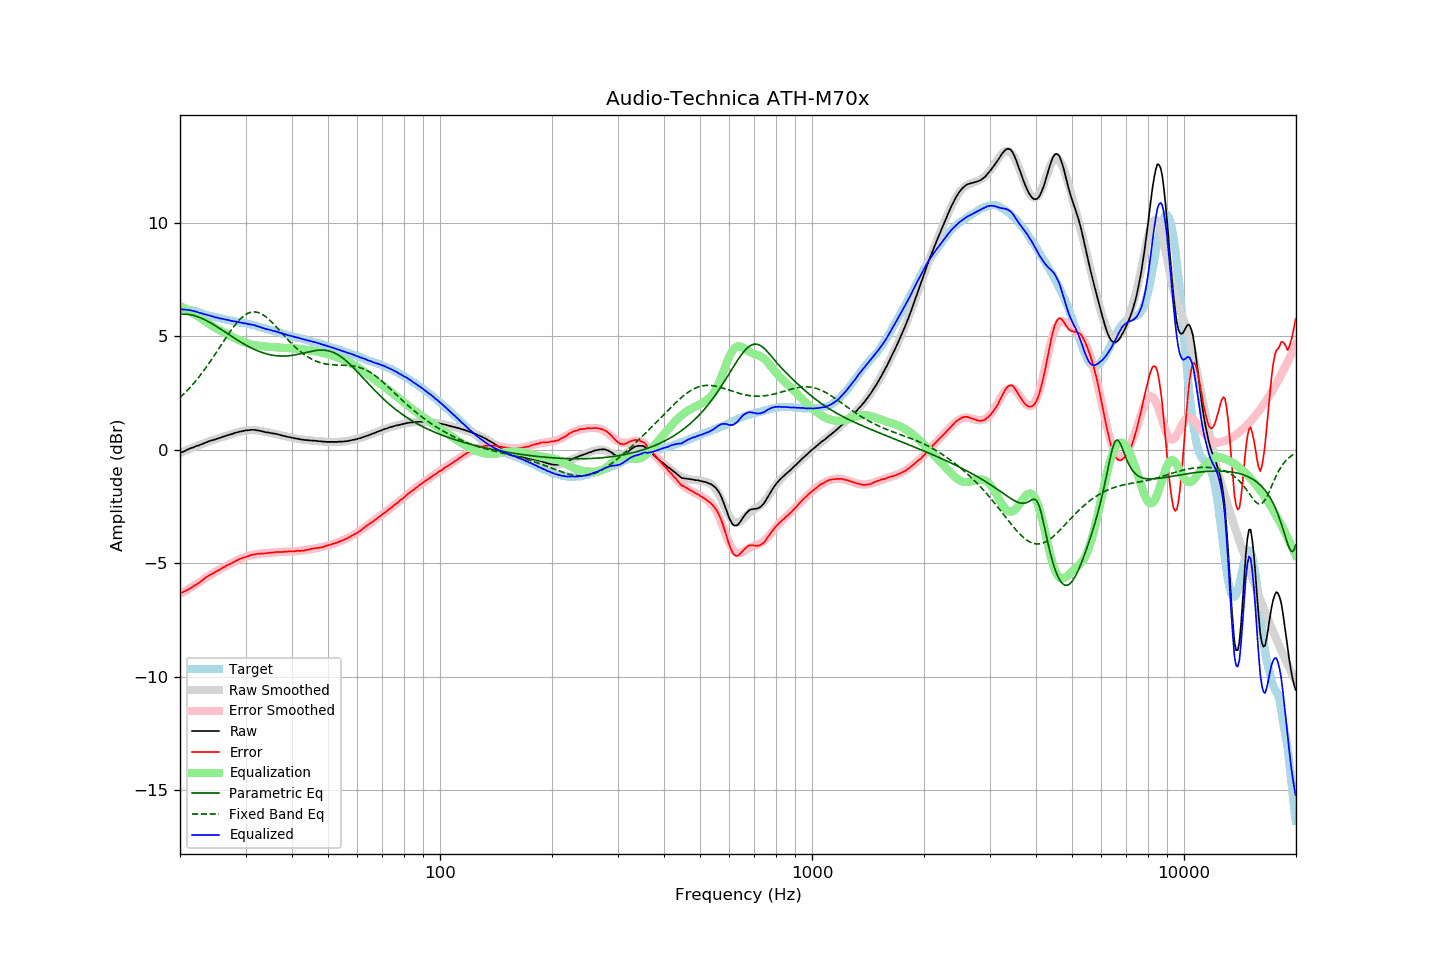 Audio-Technica ATH-M70x
Amplitude (dBr)
10
5
0
−5
−10
−15
Target
Raw Smoothed
Error Smoothed
Raw
Error
Equalization
Parametric Eq
Fixed Band Eq
Equalized
100
1000
10000
Frequency (Hz)